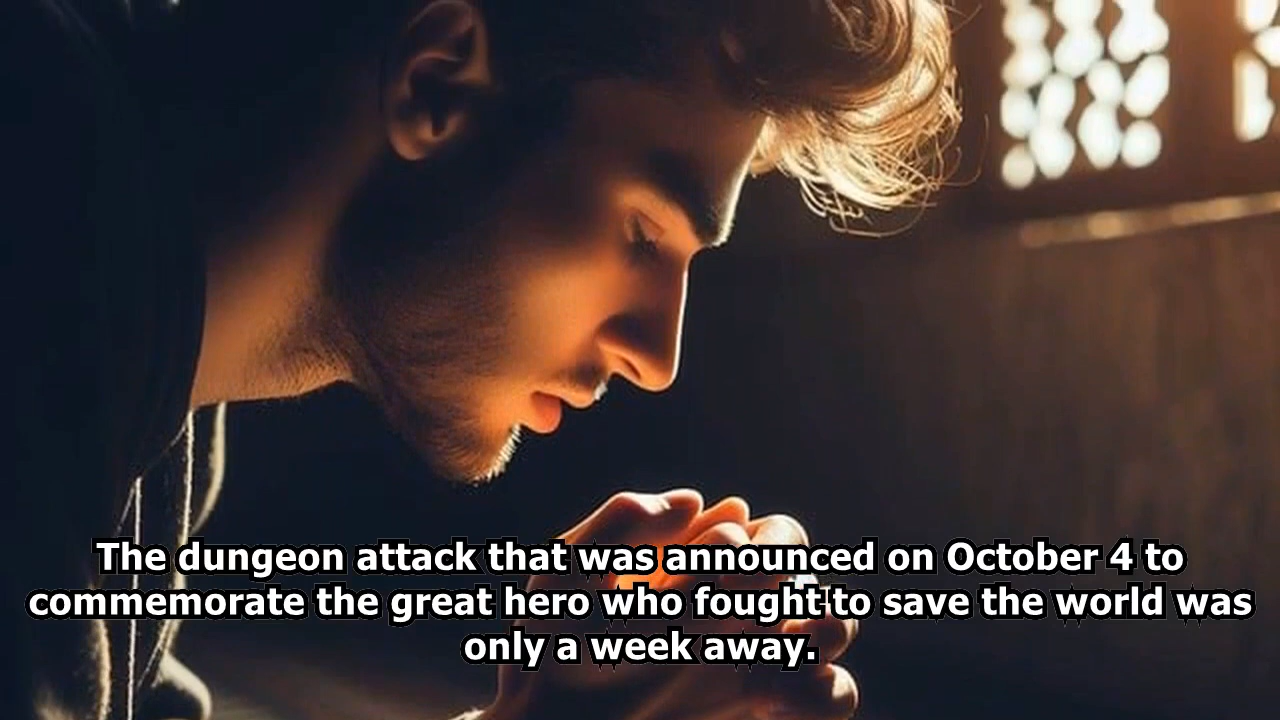 The dungeon attack that was announced on October 4 to
commemorate the great hero who fought to save the world was
only a week away.